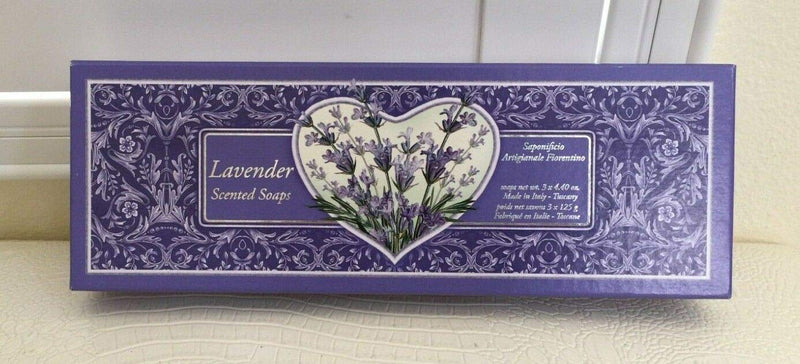 Lavender
Scented Soaps
Saponificio
Artigianale Fiorentino
soaps net wt. 3 x 4.40 oz.
Made in Italy - Tuscany
poids net savons 3 x 125 g
Fabriqué en Italie - Toscane